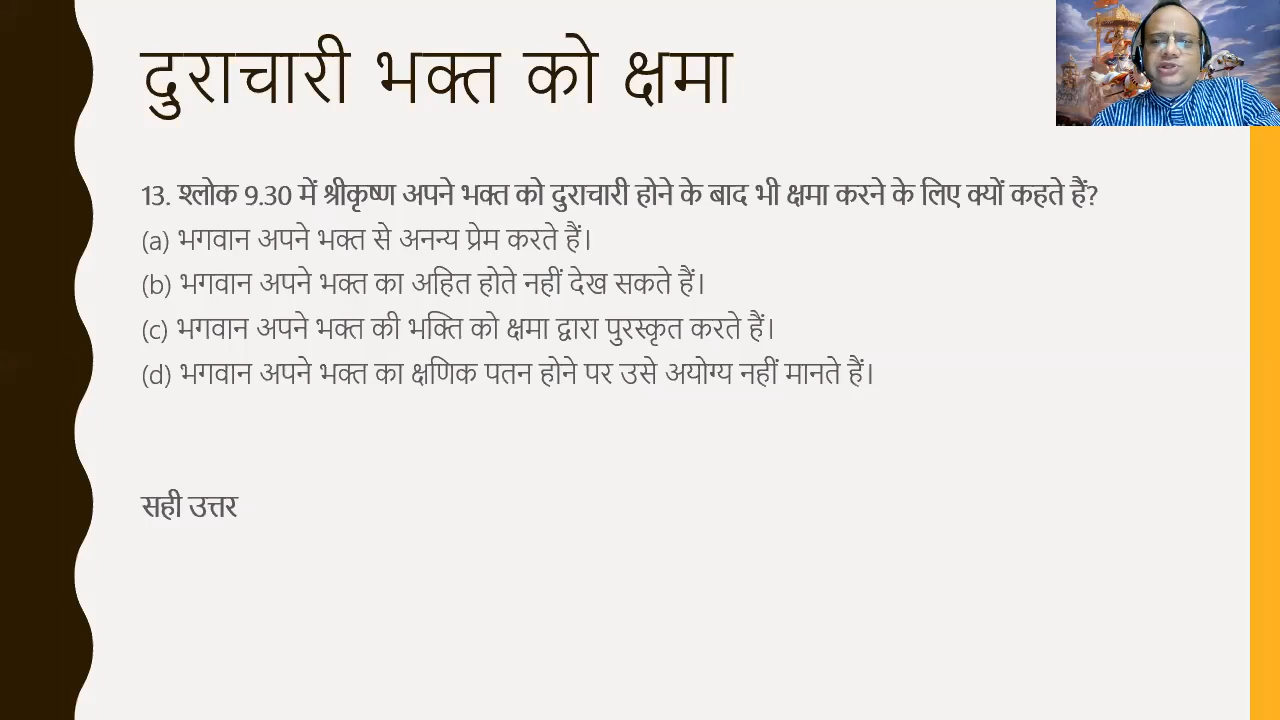 दुराचारी भक्त को क्षमा
13. श्लोक 9.30 में श्रीकृष्ण अपने भक्त को दुराचारी होने के बाद भी क्षमा करने के लिए क्यों कहते हैं?
(a) भगवान अपने भक्त से अनन्य प्रेम करते हैं।
(b) भगवान अपने भक्त का अहित होते नहीं देख सकते हैं।
(c) भगवान अपने भक्त की भक्ति को क्षमा द्वारा पुरस्कृत करते हैं।
(d) भगवान अपने भक्त का क्षणिक पतन होने पर उसे अयोग्य नहीं मानते हैं।
सही उत्तर